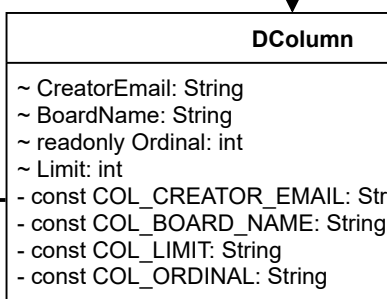 DColumn
~ CreatorEmail: String
~ BoardName: String
~ readonly Ordinal: int
~ Limit: int
- const COL_CREATOR_EMAIL: Str
- const COL_BOARD_NAME: String
- const COL_LIMIT: String
- const COL_ORDINAL: String